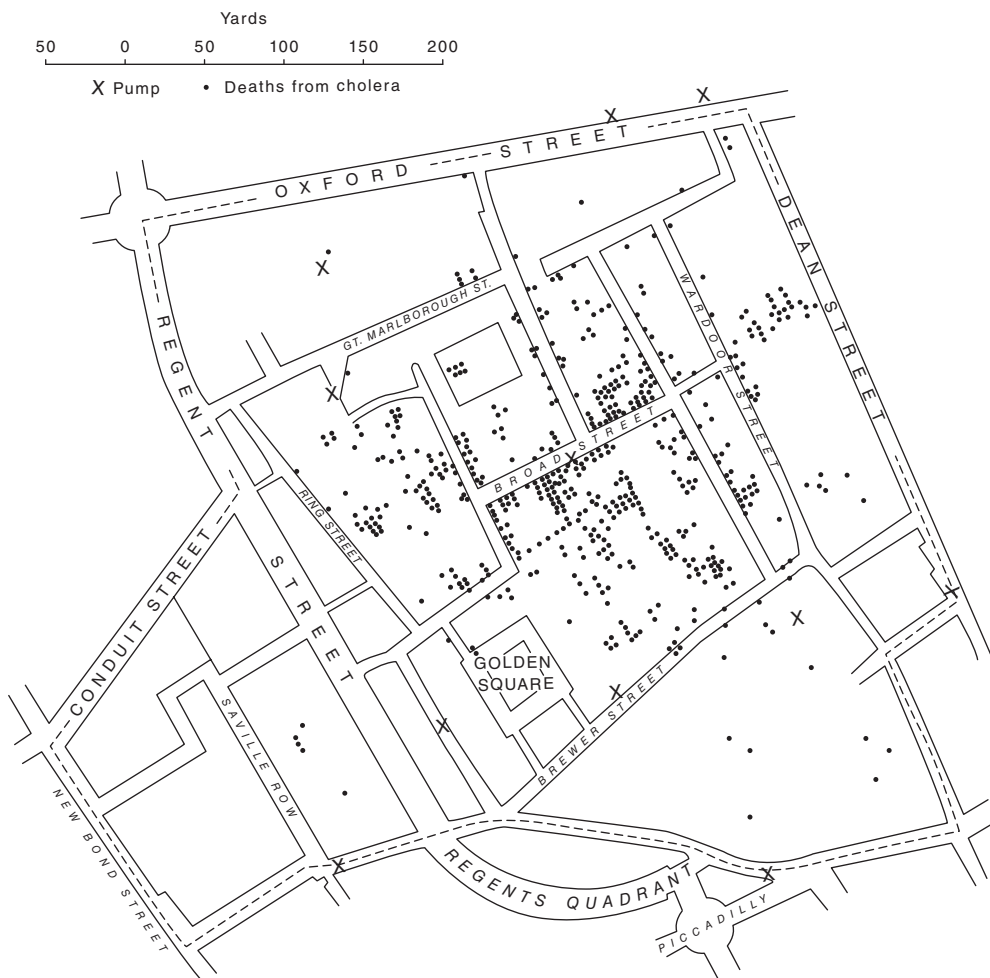 Yards
50 0 50 100 150 200
X Pump • Deaths from cholera
OXFORD STREET
DEAN STREET
REGENT STREET
GT. MARLBOROUGH ST.
WARDOOR STREET
BROAD STREET
RING STREET
CONDUIT STREET
GOLDEN
SQUARE
SAVILLE ROW
BREWER STREET
NEW BOND STREET
REGENTS QUADRANT
PICCADILLY